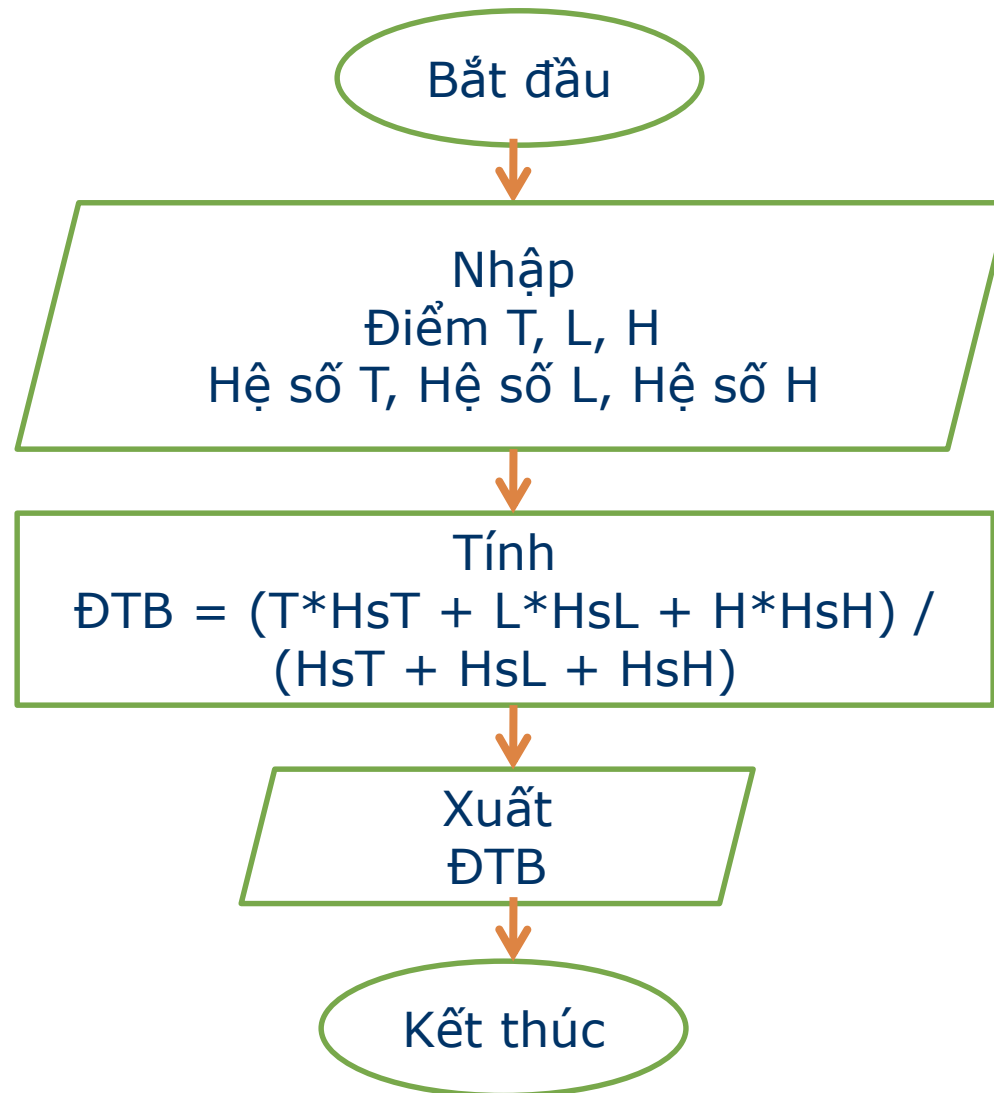 Bắt đầu
Nhập
Điểm T, L, H
Hệ số T, Hệ số L, Hệ số H
Tính
ĐTB = (T*HsT + L*HsL + H*HsH) /
(HsT + HsL + HsH)
Xuất
ĐTB
Kết thúc